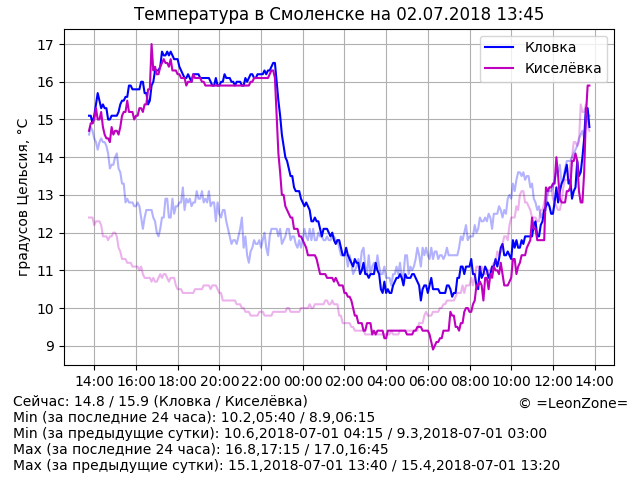 Температура в Смоленске на 02.07.2018 13:45
Кловка
Киселёвка
градусов Цельсия, °C
17
16
15
14
13
12
11
10
9
14:00 16:00 18:00 20:00 22:00 00:00 02:00 04:00 06:00 08:00 10:00 12:00 14:00
Сейчас: 14.8 / 15.9 (Кловка / Киселёвка)
© =LeonZone=
Min (за последние 24 часа): 10.2,05:40 / 8.9,06:15
Min (за предыдущие сутки): 10.6,2018-07-01 04:15 / 9.3,2018-07-01 03:00
Max (за последние 24 часа): 16.8,17:15 / 17.0,16:45
Max (за предыдущие сутки): 15.1,2018-07-01 13:40 / 15.4,2018-07-01 13:20